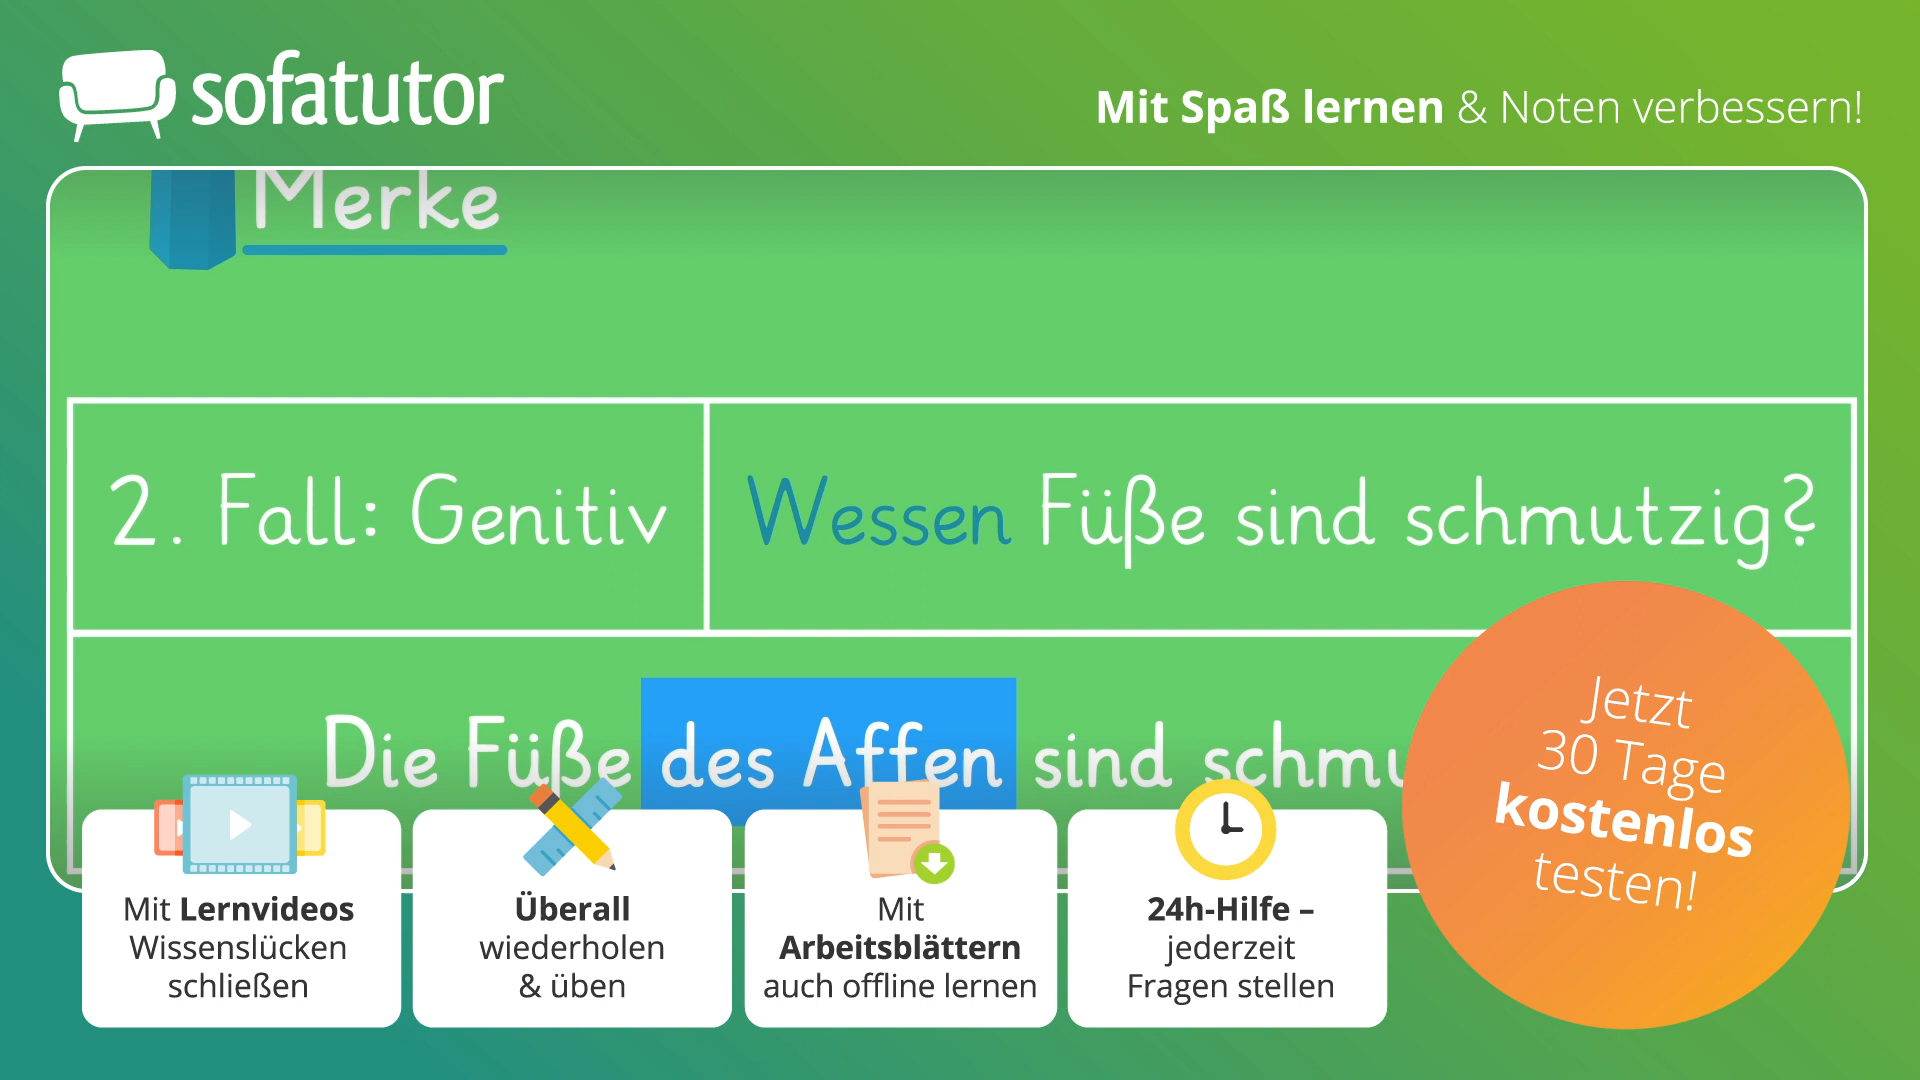 sofatutor
Mit Spaß lernen & Noten verbessern!
Merke
2. Fall: Genitiv
Wessen Füße sind schmutzig?
Die Füße des Affen sind schmu
Jetzt
30 Tage
kostenlos
testen!
Mit Lernvideos
Wissenslücken
schließen
Überall
wiederholen
& üben
Mit
Arbeitsblättern
auch offline lernen
24h-Hilfe –
jederzeit
Fragen stellen